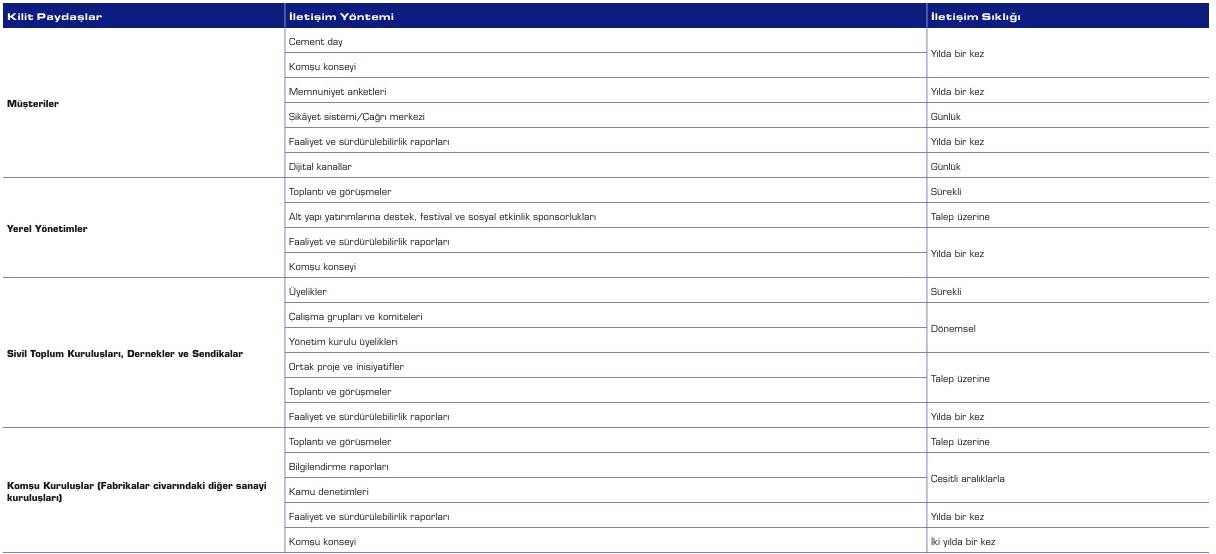 Kilit Paydaşlar İletişim Yöntemi İletişim Sıklığı
Müşteriler
Cement day
Komşu konseyi
Yılda bir kez
Memnuniyet anketleri Yılda bir kez
Şikâyet sistemi/Çağrı merkezi Günlük
Faaliyet ve sürdürülebilirlik raporları Yılda bir kez
Dijital kanallar Günlük
Yerel Yönetimler
Toplantı ve görüşmeler Sürekli
Alt yapı yatırımlarına destek, festival ve sosyal etkinlik sponsorlukları Talep üzerine
Faaliyet ve sürdürülebilirlik raporları
Komşu konseyi
Yılda bir kez
Sivil Toplum Kuruluşları, Dernekler ve Sendikalar
Üyelikler Sürekli
Çalışma grupları ve komiteleri
Yönetim kurulu üyelikleri
Dönemsel
Ortak proje ve inisiyatifler
Toplantı ve görüşmeler
Talep üzerine
Faaliyet ve sürdürülebilirlik raporları Yılda bir kez
Komşu Kuruluşlar (Fabrikalar civarındaki diğer sanayi
kuruluşları)
Toplantı ve görüşmeler Talep üzerine
Bilgilendirme raporları
Kamu denetimleri
Çeşitli aralıklarla
Faaliyet ve sürdürülebilirlik raporları Yılda bir kez
Komşu konseyi İki yılda bir kez